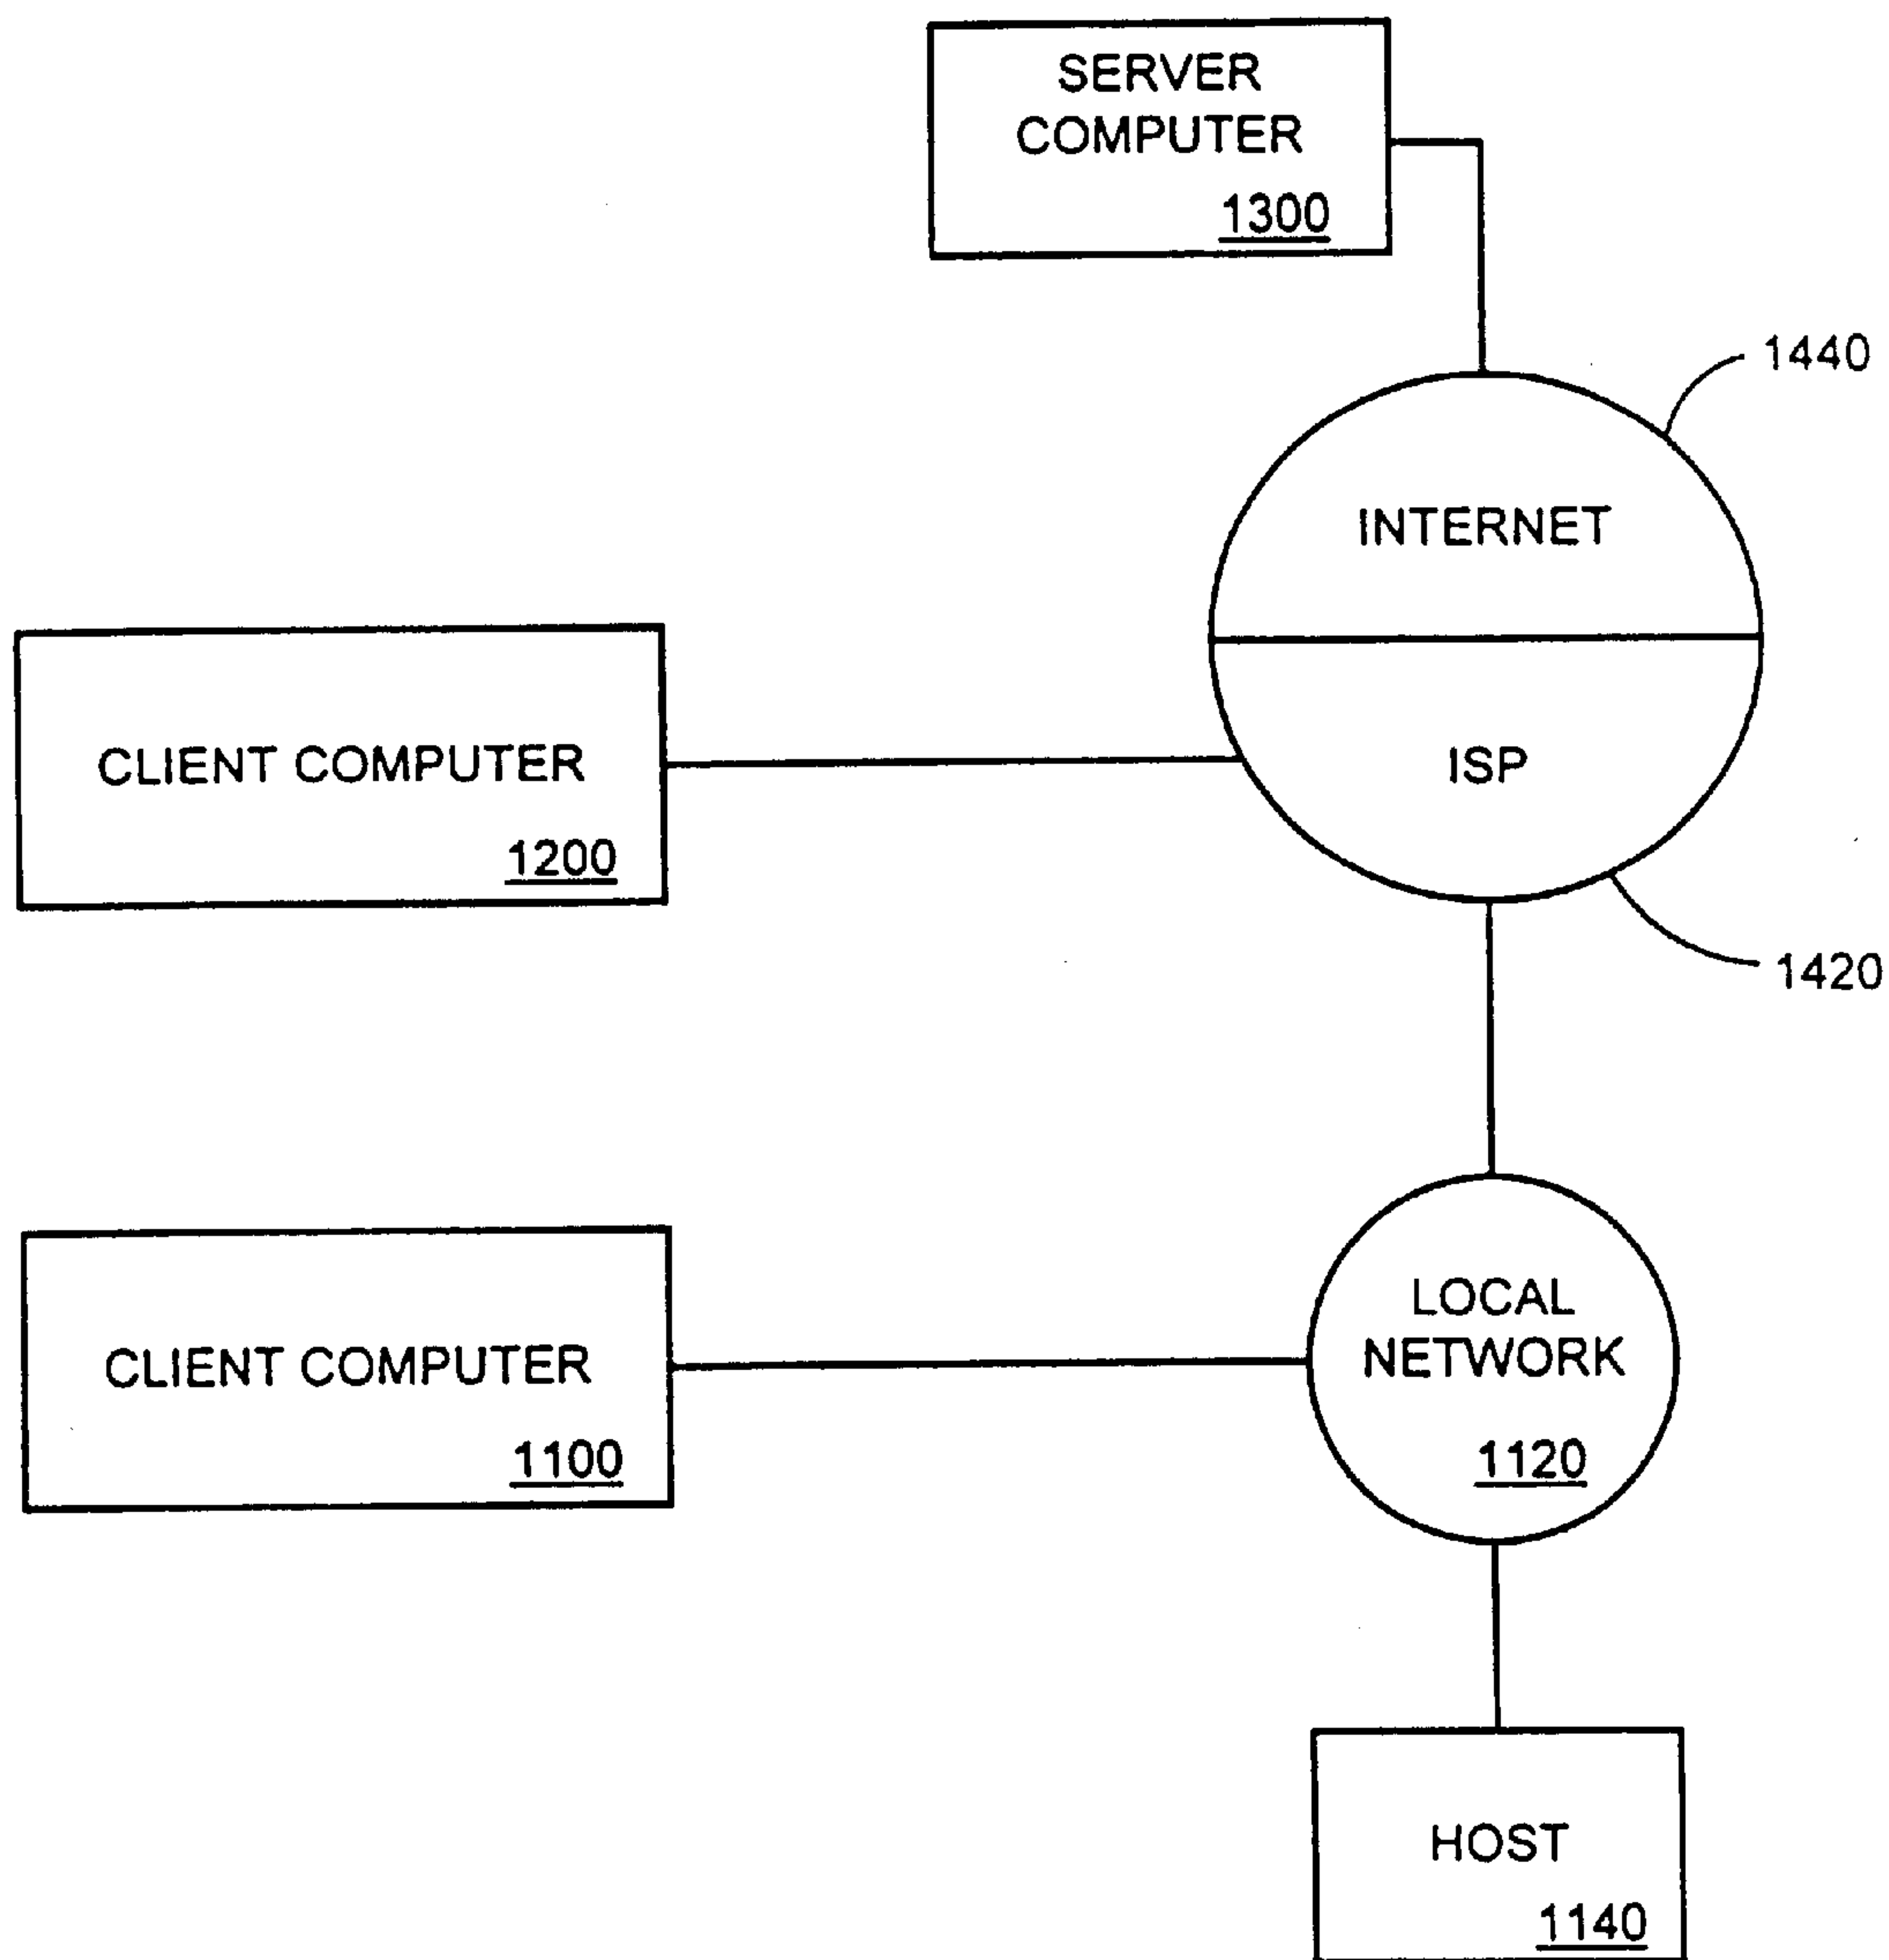 SERVER
COMPUTER
1300
1440
INTERNET
CLIENT COMPUTER
1200
ISP
1420
CLIENT COMPUTER
1100
LOCAL
NETWORK
1120
HOST
1140